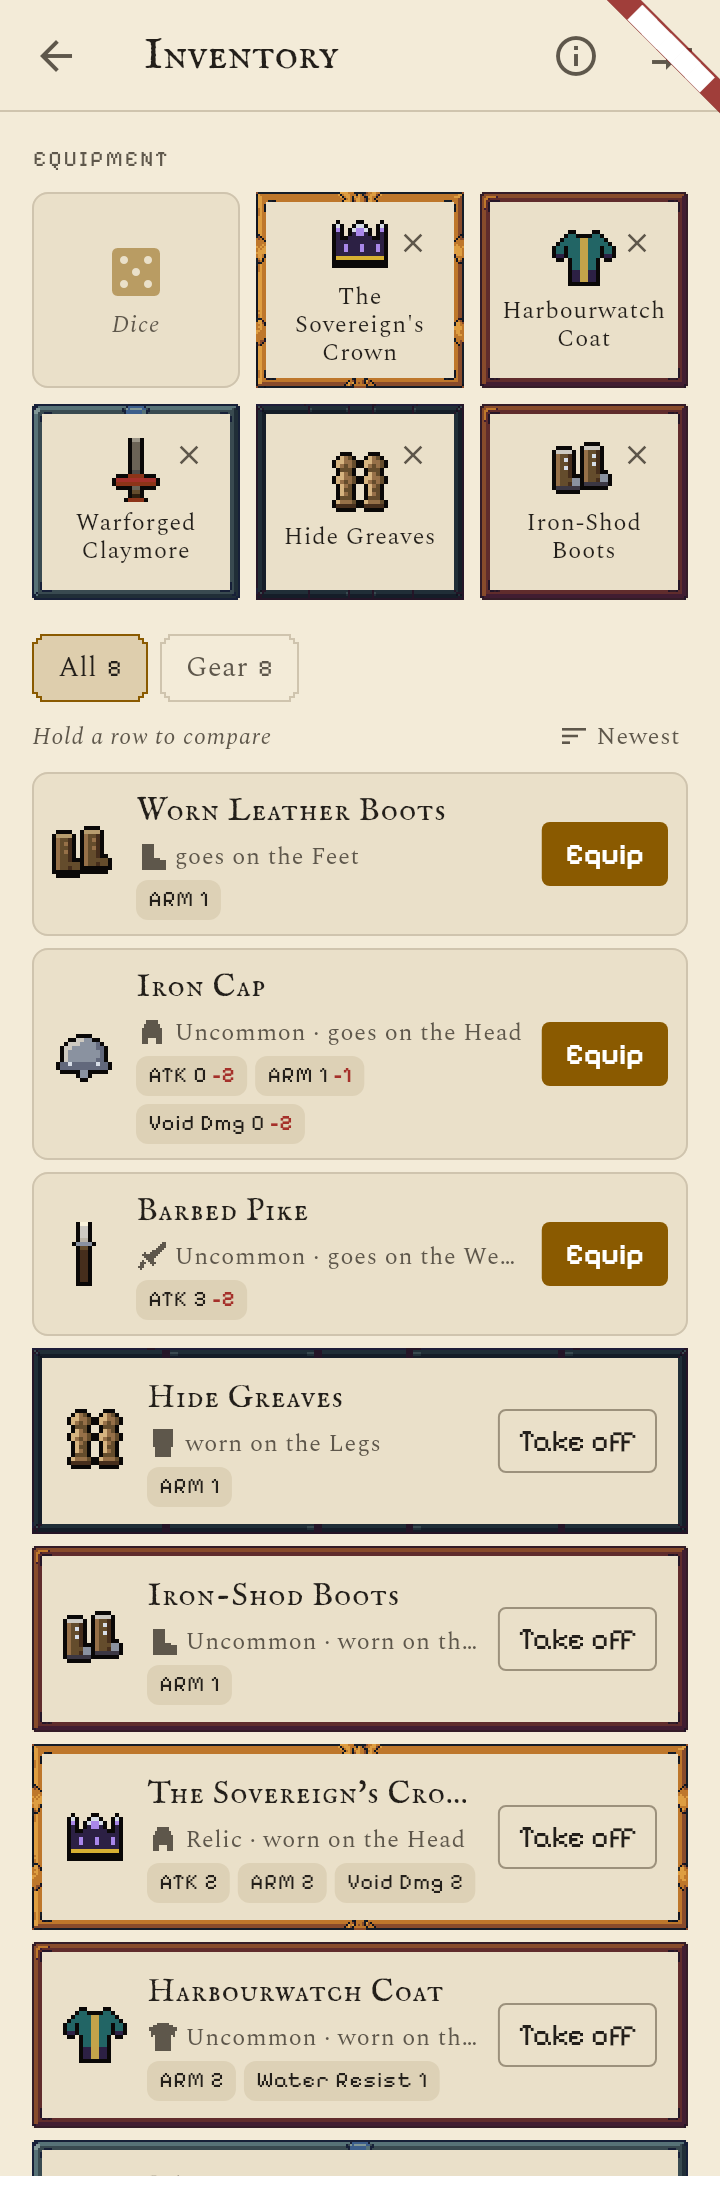 Inventory
EQUIPMENT
Dice
The
Sovereign's
Crown
Harbourwatch
Coat
Warforged
Claymore
Hide Greaves
Iron-Shod
Boots
All 8
Gear 8
Hold a row to compare
Newest
Worn Leather Boots
goes on the Feet
Equip
ARM 1
Iron Cap
Uncommon · goes on the Head
Equip
ATK 0 -2
ARM 1 -1
Void Dmg 0 -2
Barbed Pike
Uncommon · goes on the We...
Equip
ATK 3 -2
Hide Greaves
worn on the Legs
Take off
ARM 1
Iron-Shod Boots
Uncommon · worn on th...
Take off
ARM 1
The Sovereign's Cro...
Relic · worn on the Head
Take off
ATK 2
ARM 2
Void Dmg 2
Harbourwatch Coat
Uncommon · worn on th...
Take off
ARM 2
Water Resist 1